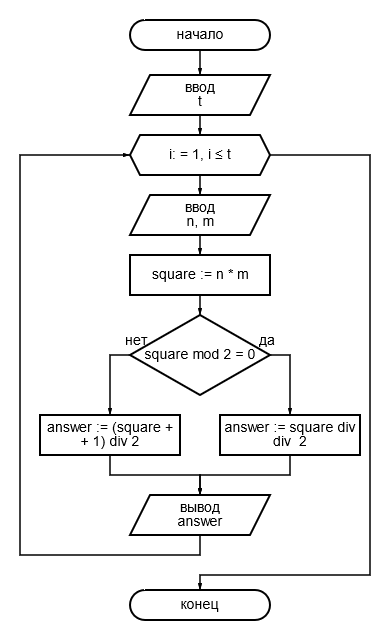 начало
ввод
t
i: = 1, i ≤ t
ввод
n, m
square := n * m
нет
да
square mod 2 = 0
answer := (square +
+ 1) div 2
answer := square div
div 2
вывод
answer
конец